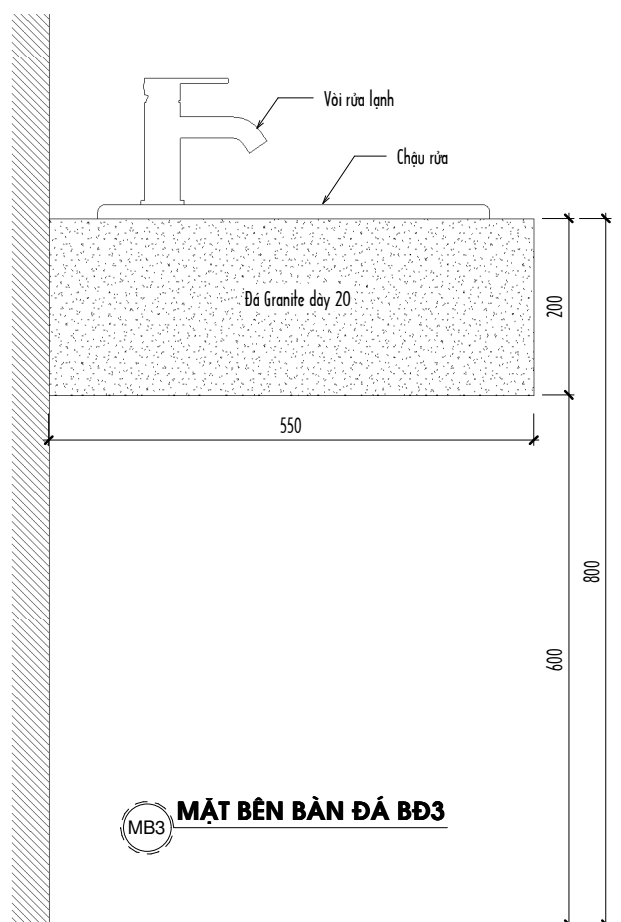 Vòi rửa lạnh
Chậu rửa
Đá Granite dày 20
200
550
800
600
MẶT BÊN BÀN ĐÁ BĐ3
MB3